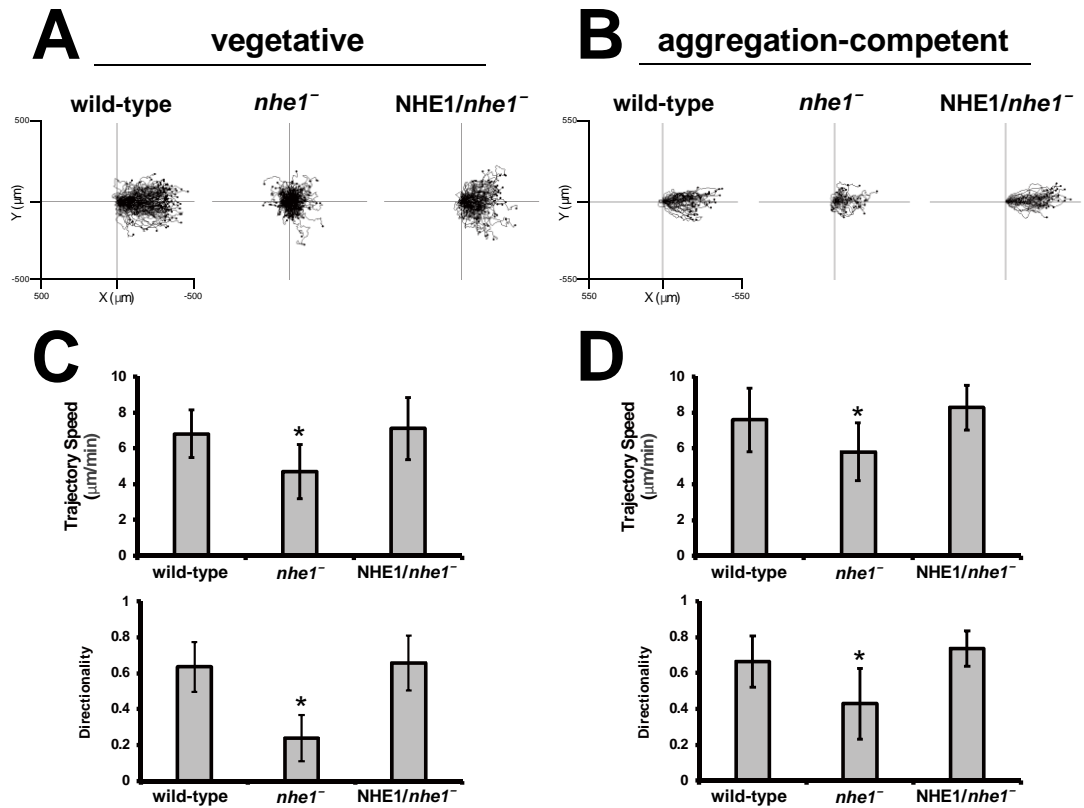 A vegetative
B aggregation-competent
wild-type nhe1⁻ NHE1/nhe1⁻
wild-type nhe1⁻ NHE1/nhe1⁻
500
Y (μm)
-500
500 X (μm) -500
550
Y (μm)
-550
550 X (μm) -550
C
Trajectory Speed
(μm/min)
10
8
6
4
2
0
*
wild-type nhe1⁻ NHE1/nhe1⁻
Directionality
1
0.8
0.6
0.4
0.2
0
*
wild-type nhe1⁻ NHE1/nhe1⁻
D
Trajectory Speed
(μm/min)
10
8
6
4
2
0
*
wild-type nhe1⁻ NHE1/nhe1⁻
Directionality
1
0.8
0.6
0.4
0.2
0
*
wild-type nhe1⁻ NHE1/nhe1⁻